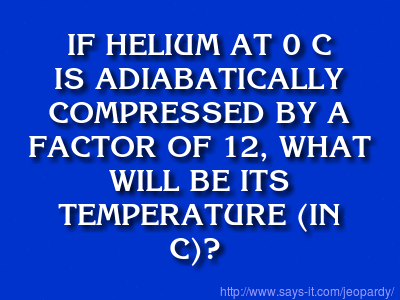 IF HELIUM AT 0 C
IS ADIABATICALLY
COMPRESSED BY A
FACTOR OF 12, WHAT
WILL BE ITS
TEMPERATURE (IN
C)?
http://www.says-it.com/jeopardy/